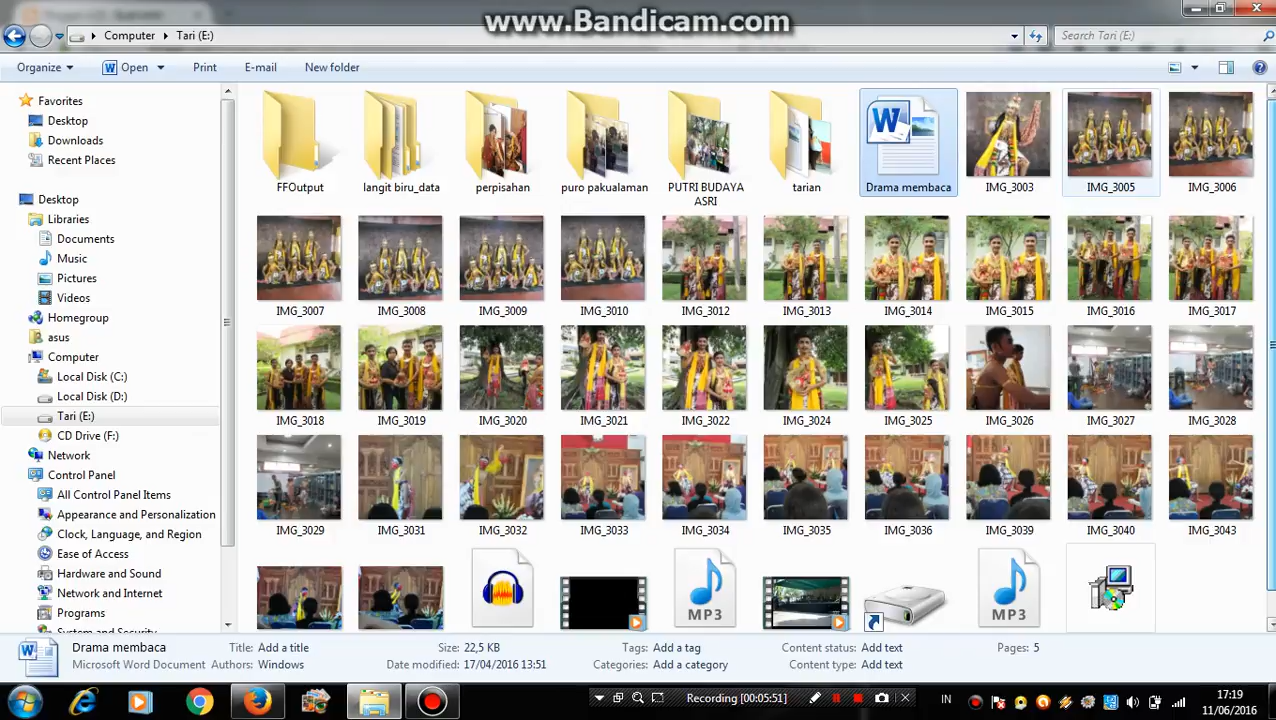 www.Bandicam.com
Computer Tari (E:) Search Tari (E:)
Organize Open Print E-mail New folder
Favorites
Desktop
Downloads
Recent Places
Desktop
Libraries
Documents
Music
Pictures
Videos
Homegroup
asus
Computer
Local Disk (C:)
Local Disk (D:)
Tari (E:)
CD Drive (F:)
Network
Control Panel
All Control Panel Items
Appearance and Personalization
Clock, Language, and Region
Ease of Access
Hardware and Sound
Network and Internet
Programs
System and Security
FFOutput langit biru_data perpisahan puro pakualaman PUTRI BUDAYA ASRI tarian Drama membaca IMG_3003 IMG_3005 IMG_3006
IMG_3007 IMG_3008 IMG_3009 IMG_3010 IMG_3012 IMG_3013 IMG_3014 IMG_3015 IMG_3016 IMG_3017
IMG_3018 IMG_3019 IMG_3020 IMG_3021 IMG_3022 IMG_3024 IMG_3025 IMG_3026 IMG_3027 IMG_3028
IMG_3029 IMG_3031 IMG_3032 IMG_3033 IMG_3034 IMG_3035 IMG_3036 IMG_3039 IMG_3040 IMG_3043
MP3 MP3
Drama membaca Title: Add a title Size: 22,5 KB Tags: Add a tag Content status: Add text Pages: 5
Microsoft Word Document Authors: Windows Date modified: 17/04/2016 13:51 Categories: Add a category Content type: Add text
Recording [00:05:51] IN 17:19
11/06/2016